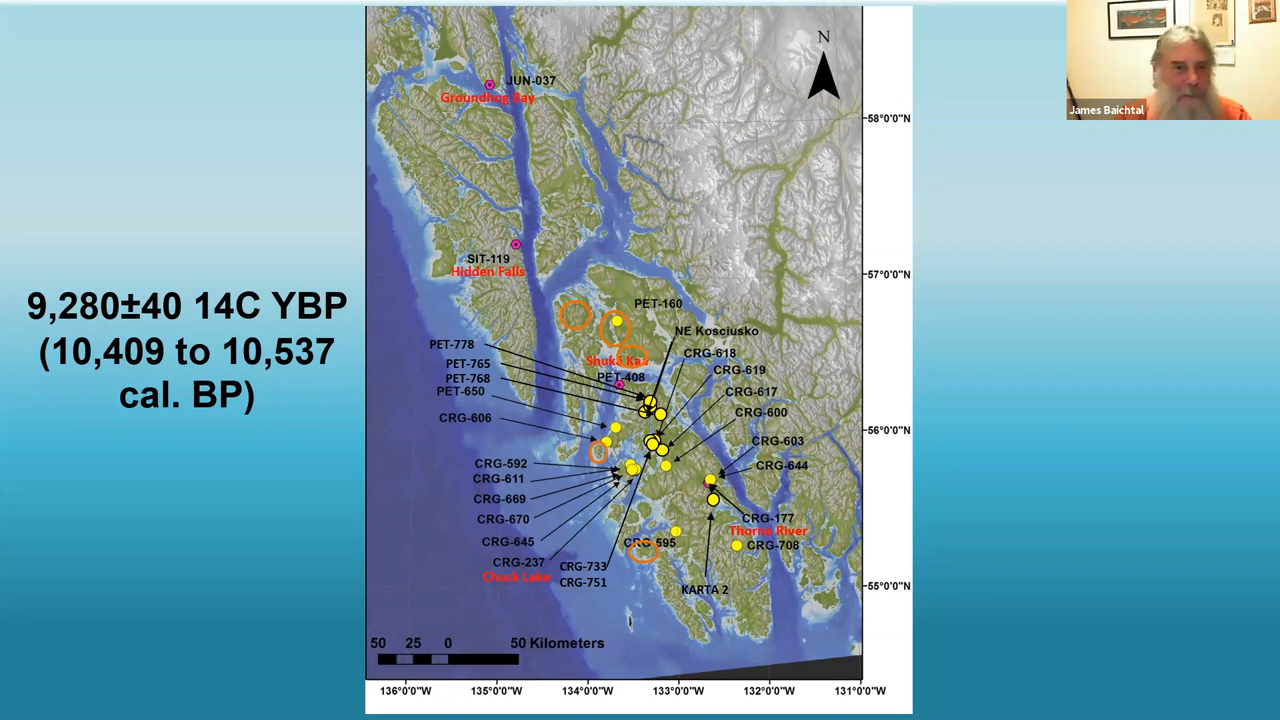 James Baichtal
9,280±40 14C YBP
(10,409 to 10,537
cal. BP)
N
JUN-037
Groundhog Bay
58°0'0"N
SIT-119
Hidden Falls
57°0'0"N
PET-160
NE Kosciusko
PET-778
CRG-618
Shuká Kaa
PET-765
CRG-619
PET-768
PET-408
PET-650
CRG-617
CRG-606
CRG-600
56°0'0"N
CRG-603
CRG-592
CRG-644
CRG-611
CRG-669
CRG-670
CRG-177
Thorne River
CRG-645
CRG-595
CRG-708
CRG-237
CRG-733
Chuck Lake
CRG-751
KARTA 2
55°0'0"N
50 25 0 50 Kilometers
136°0'0"W 135°0'0"W 134°0'0"W 133°0'0"W 132°0'0"W 131°0'0"W